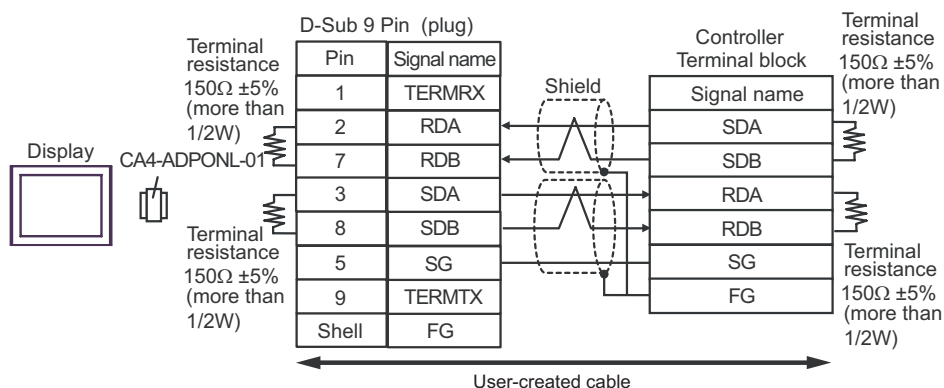 D-Sub 9 Pin (plug)
Terminal
resistance
150Ω ±5%
(more than
1/2W)
Pin Signal name
1 TERMRX
2 RDA
7 RDB
3 SDA
8 SDB
5 SG
9 TERMTX
Shell FG
Display
CA4-ADPONL-01
Terminal
resistance
150Ω ±5%
(more than
1/2W)
Shield
Controller
Terminal block
Signal name
SDA
SDB
RDA
RDB
SG
FG
Terminal
resistance
150Ω ±5%
(more than
1/2W)
Terminal
resistance
150Ω ±5%
(more than
1/2W)
User-created cable